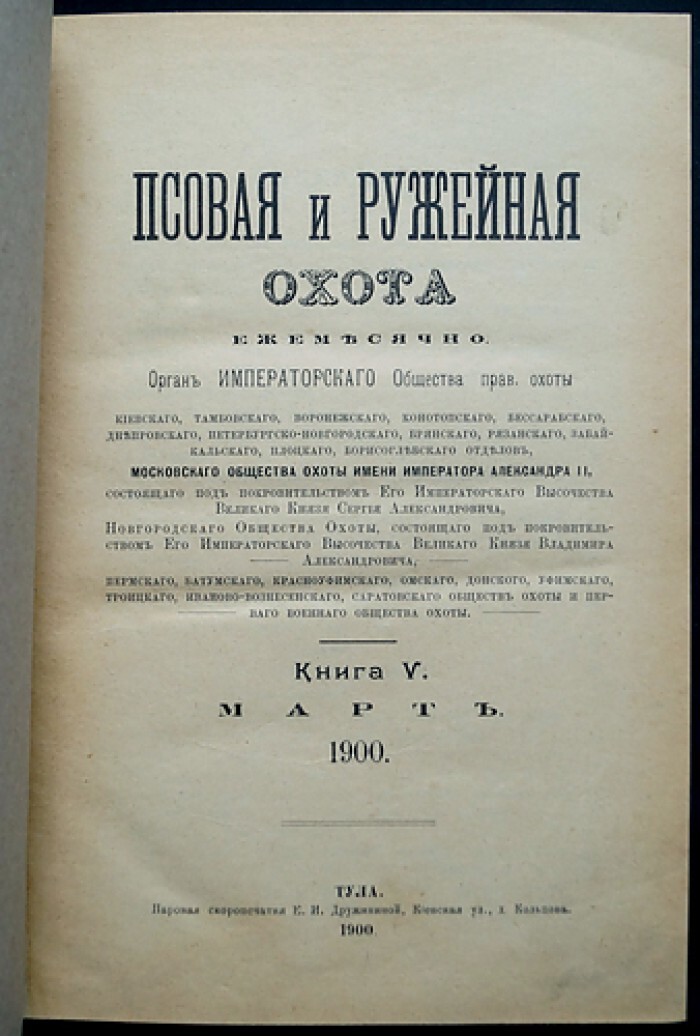 ПСОВАЯ и РУЖЕЙНАЯ
ОХОТА
ЕЖЕМѢСЯЧНО.
Органъ ИМПЕРАТОРСКАГО Общества прав. охоты
КІЕВСКАГО, ТАМБОВСКАГО, ВОРОНЕЖСКАГО, КОНОТОПСКАГО, БЕССАРАБСКАГО,
ДНѢПРОВСКАГО, ПЕТЕРБУРГСКО-НОВГОРОДСКАГО, БРЯНСКАГО, РЯЗАНСКАГО, ЗАБАЙ-
КАЛЬСКАГО, ПЛОЦКАГО, БОРИСОГЛѢБСКАГО ОТДѢЛОВЪ,
МОСКОВСКАГО ОБЩЕСТВА ОХОТЫ ИМЕНИ ИМПЕРАТОРА АЛЕКСАНДРА II,
СОСТОЯЩАГО ПОДЪ ПОКРОВИТЕЛЬСТВОМЪ ЕГО ИМПЕРАТОРСКАГО ВЫСОЧЕСТВА
ВЕЛИКАГО КНЯЗЯ СЕРГѢЯ АЛЕКСАНДРОВИЧА,
НОВГОРОДСКАГО ОБЩЕСТВА ОХОТЫ, СОСТОЯЩАГО ПОДЪ ПОКРОВИТЕЛЬ-
СТВОМЪ ЕГО ИМПЕРАТОРСКАГО ВЫСОЧЕСТВА ВЕЛИКАГО КНЯЗЯ ВЛАДИМИРА
АЛЕКСАНДРОВИЧА,
ПЕРМСКАГО, БАТУМСКАГО, КРАСНОУФИМСКАГО, ОМСКАГО, ДОНСКОГО, УФИМСКАГО,
ТРОИЦКАГО, ИВАНОВО-ВОЗНЕСЕНСКАГО, САРАТОВСКАГО ОБЩЕСТВЪ ОХОТЫ И ПЕР-
ВАГО ВОЕННАГО ОБЩЕСТВА ОХОТЫ.
Книга V.
МАРТЪ.
1900.
ТУЛА.
Паровая скоропечатня Е. И. Дружининой, Кіевская ул., д. Кольцова.
1900